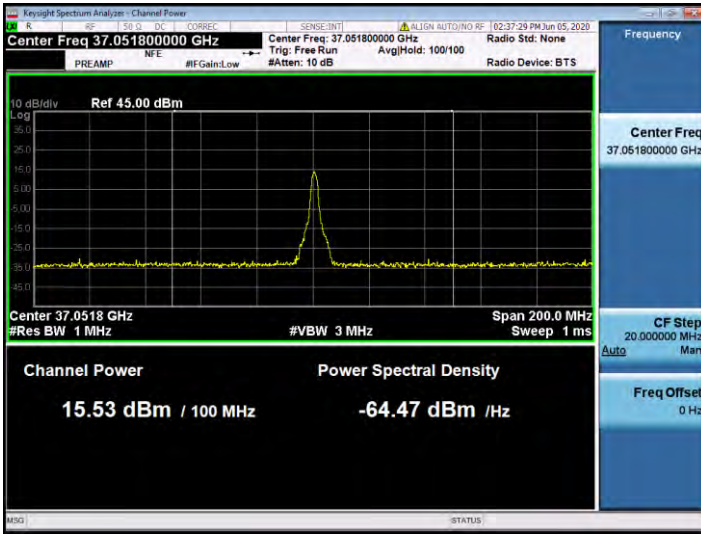 Keysight Spectrum Analyzer - Channel Power
R RF 50 Ω DC CORREC SENSE:INT ALIGN AUTO/NO RF 02:37:29 PM Jun 05, 2020
Center Freq 37.051800000 GHz
NFE
PREAMP #IFGain:Low
Center Freq: 37.051800000 GHz
Trig: Free Run Avg|Hold: 100/100
#Atten: 10 dB
Radio Std: None
Radio Device: BTS
Frequency
10 dB/div Ref 45.00 dBm
Log
35.0
25.0
15.0
5.00
-5.00
-15.0
-25.0
-35.0
-45.0
Center 37.0518 GHz Span 200.0 MHz
#Res BW 1 MHz #VBW 3 MHz Sweep 1 ms
Channel Power Power Spectral Density
15.53 dBm / 100 MHz -64.47 dBm /Hz
Center Freq
37.051800000 GHz
CF Step
20.000000 MHz
Auto Man
Freq Offset
0 Hz
MSG STATUS